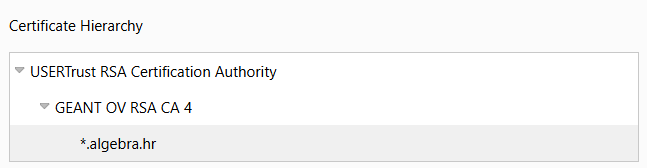 Certificate Hierarchy
USERTrust RSA Certification Authority
GEANT OV RSA CA 4
*.algebra.hr